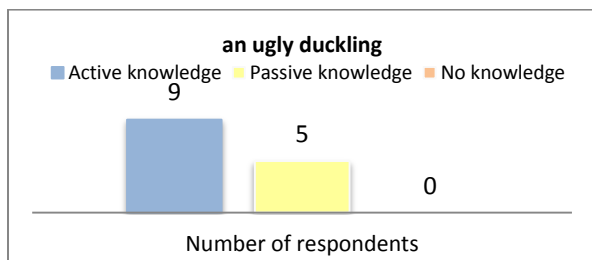 an ugly duckling
Active knowledge Passive knowledge No knowledge
9
5
0
Number of respondents